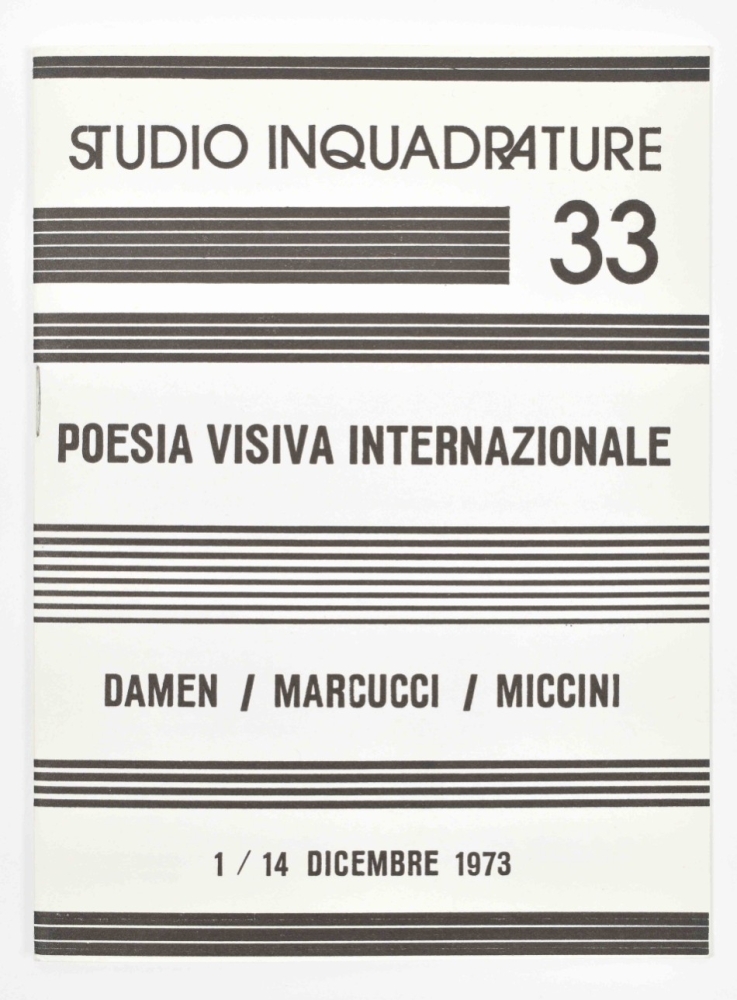 STUDIO INQUADRATURE
33
POESIA VISIVA INTERNAZIONALE
DAMEN / MARCUCCI / MICCINI
1 / 14 DICEMBRE 1973